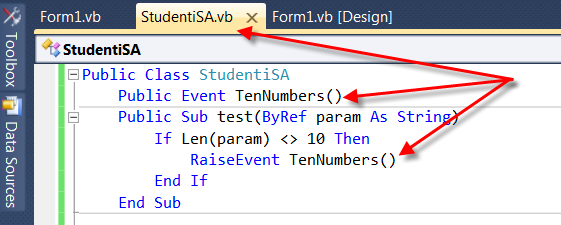 Form1.vb StudentiSA.vb Form1.vb [Design]
StudentiSA
Toolbox
Data Sources
Public Class StudentiSA
Public Event TenNumbers()
Public Sub test(ByRef param As String)
If Len(param) <> 10 Then
RaiseEvent TenNumbers()
End If
End Sub